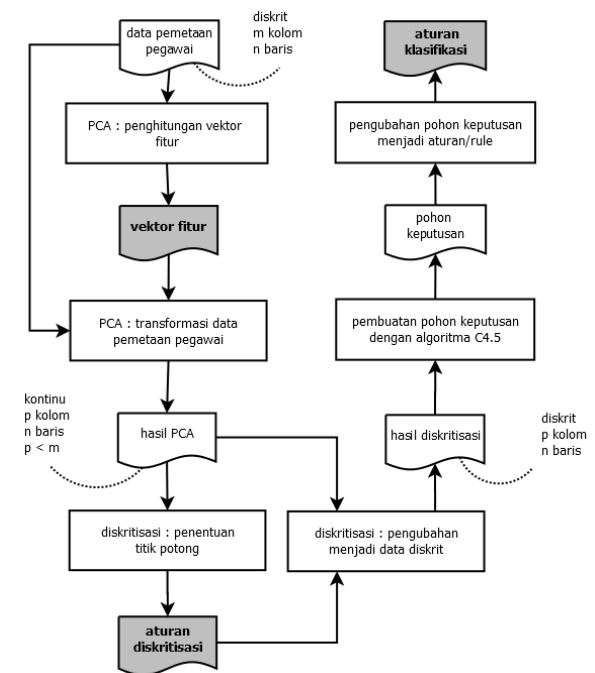 data pemetaan
pegawai
diskrit
m kolom
n baris
PCA : penghitungan vektor
fitur
vektor fitur
PCA : transformasi data
pemetaan pegawai
kontinu
p kolom
n baris
p < m
hasil PCA
diskritisasi : penentuan
titik potong
aturan
diskritisasi
diskritisasi : pengubahan
menjadi data diskrit
hasil diskritisasi
diskrit
p kolom
n baris
pembuatan pohon keputusan
dengan algoritma C4.5
pohon
keputusan
pengubahan pohon keputusan
menjadi aturan/rule
aturan
klasifikasi